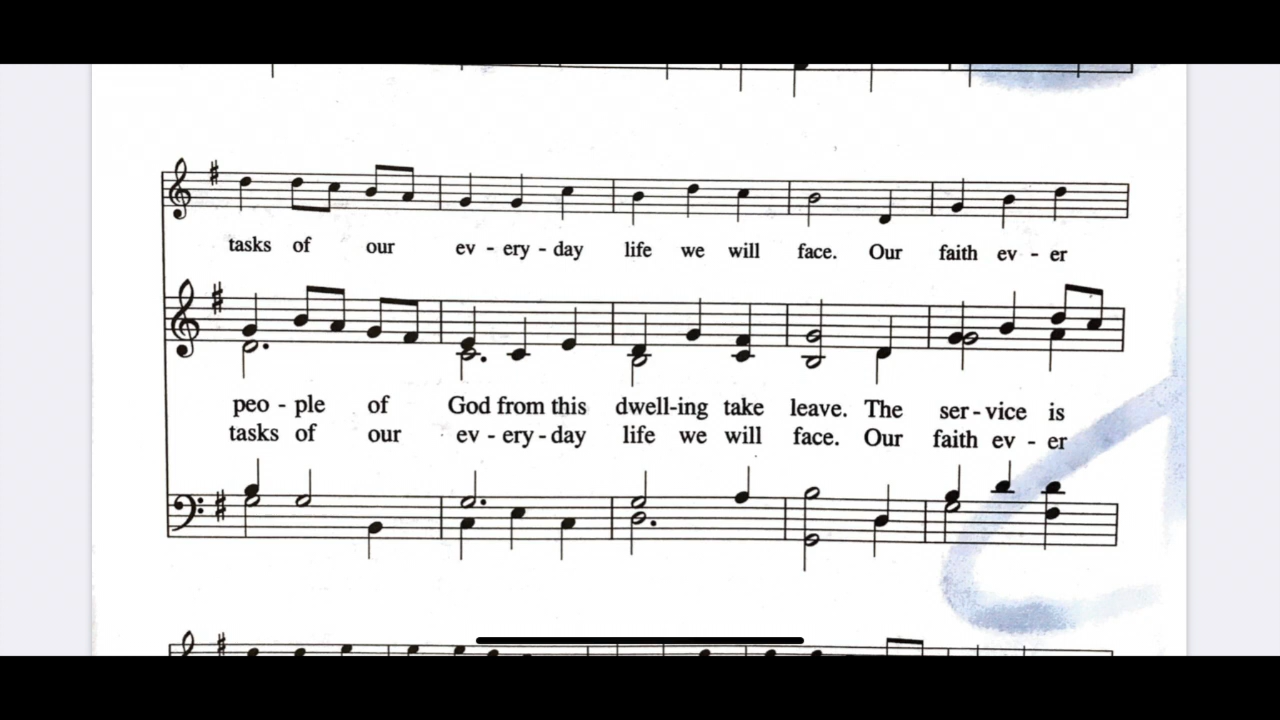 tasks of our ev - ery - day life we will face. Our faith ev - er
peo - ple of God from this dwell-ing take leave. The ser - vice is
tasks of our ev - ery - day life we will face. Our faith ev - er